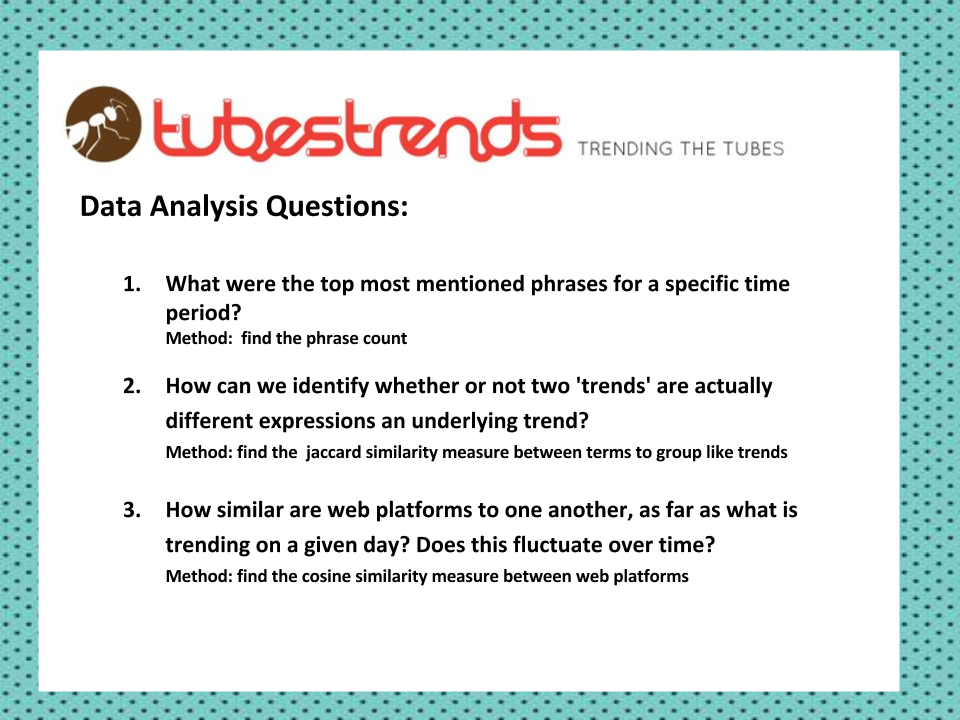 tubestrends TRENDING THE TUBES
Data Analysis Questions:
1. What were the top most mentioned phrases for a specific time
period?
Method:  find the phrase count
2. How can we identify whether or not two 'trends' are actually
different expressions an underlying trend?
Method: find the  jaccard similarity measure between terms to group like trends
3. How similar are web platforms to one another, as far as what is
trending on a given day? Does this fluctuate over time?
Method: find the cosine similarity measure between web platforms